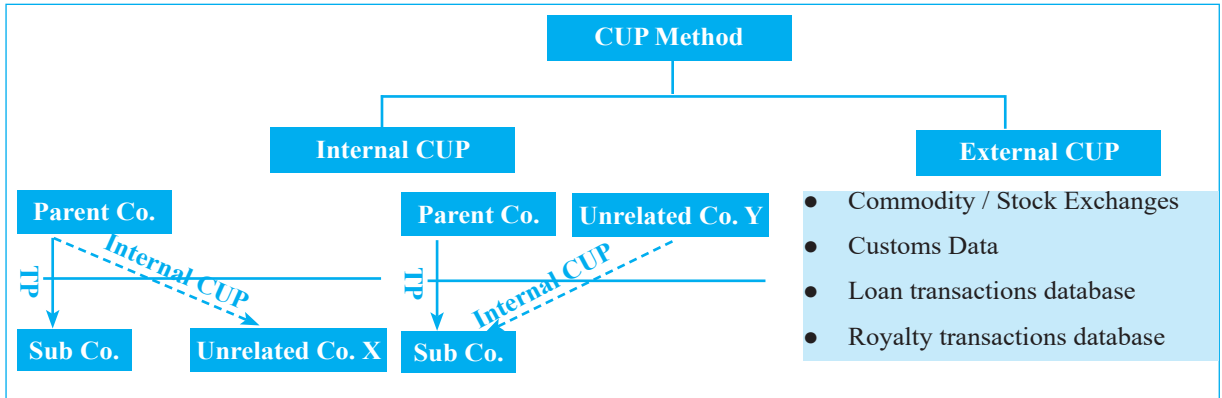 CUP Method
Internal CUP
External CUP
Parent Co.
Internal CUP
TP
Sub Co.
Unrelated Co. X
Parent Co.
Unrelated Co. Y
Internal CUP
TP
Sub Co.
● Commodity / Stock Exchanges
● Customs Data
● Loan transactions database
● Royalty transactions database